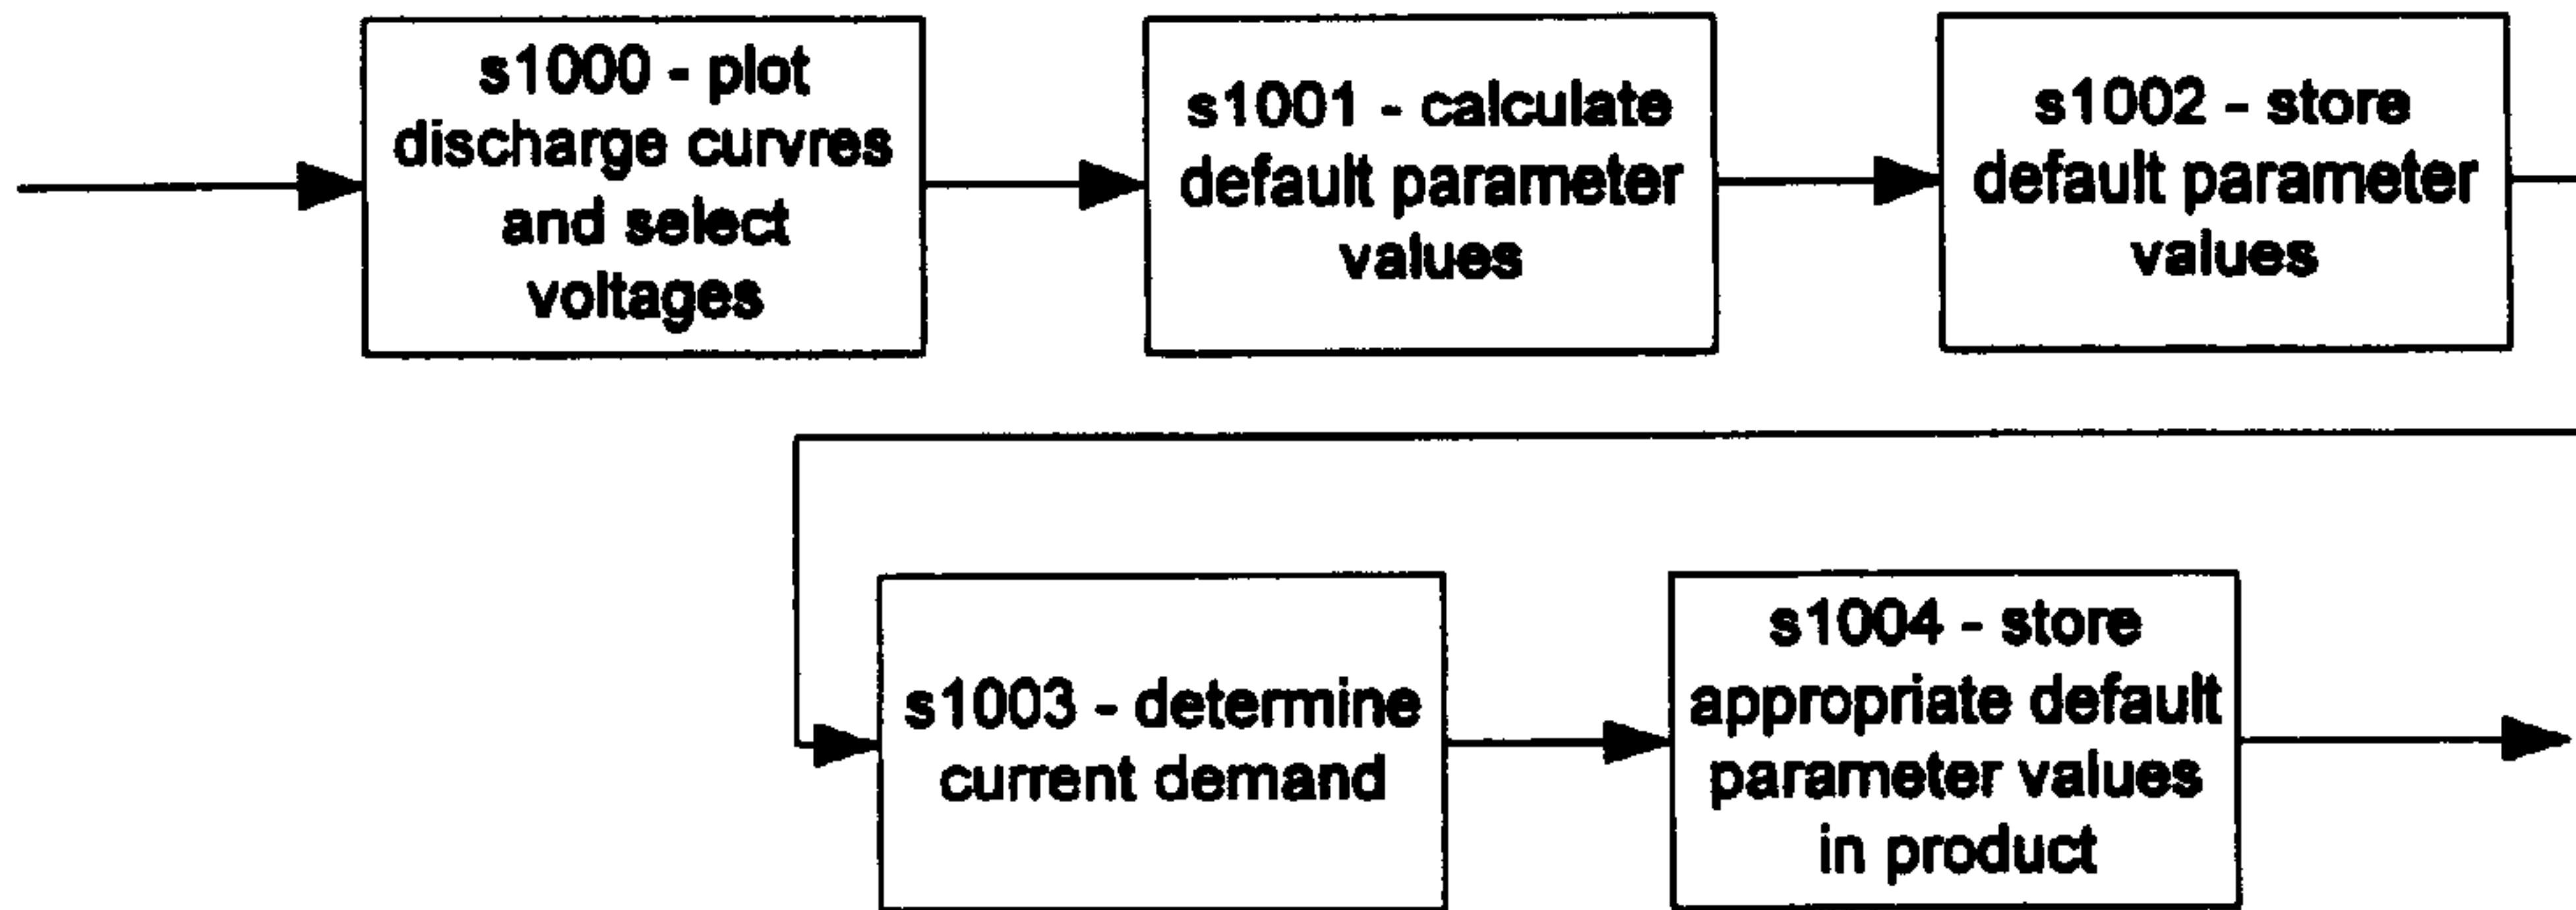 s1000 - plot
discharge curvres
and select
voltages
s1001 - calculate
default parameter
values
s1002 - store
default parameter
values
s1003 - determine
current demand
s1004 - store
appropriate default
parameter values
in product